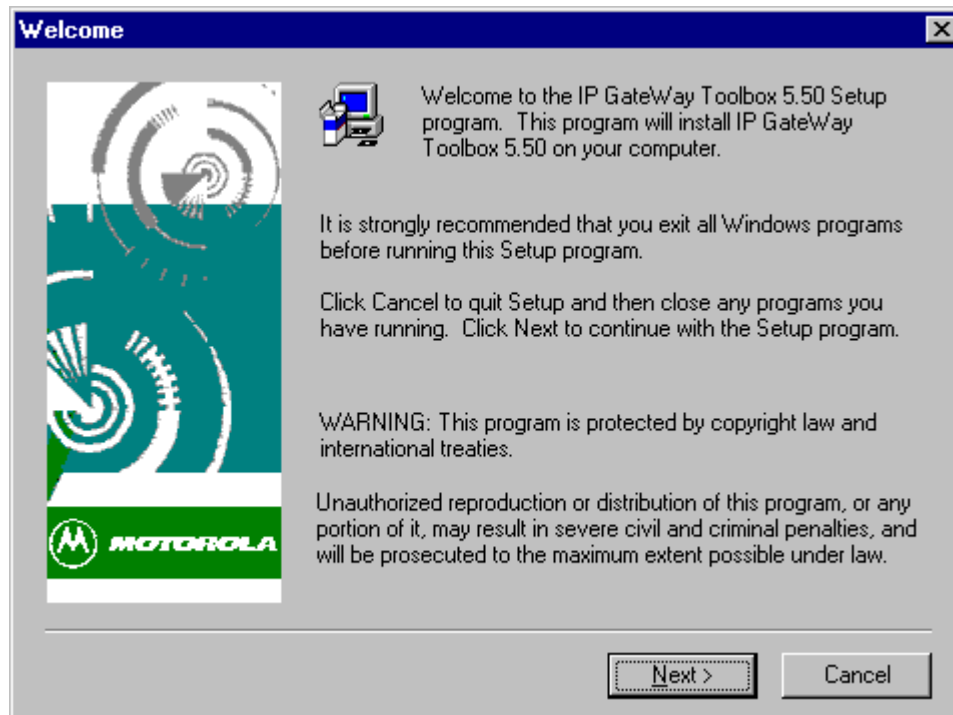 Welcome
Welcome to the IP GateWay Toolbox 5.50 Setup
program.  This program will install IP GateWay
Toolbox 5.50 on your computer.
It is strongly recommended that you exit all Windows programs
before running this Setup program.
Click Cancel to quit Setup and then close any programs you
have running.  Click Next to continue with the Setup program.
WARNING: This program is protected by copyright law and
international treaties.
Unauthorized reproduction or distribution of this program, or any
portion of it, may result in severe civil and criminal penalties, and
will be prosecuted to the maximum extent possible under law.
MOTOROLA
Next >
Cancel